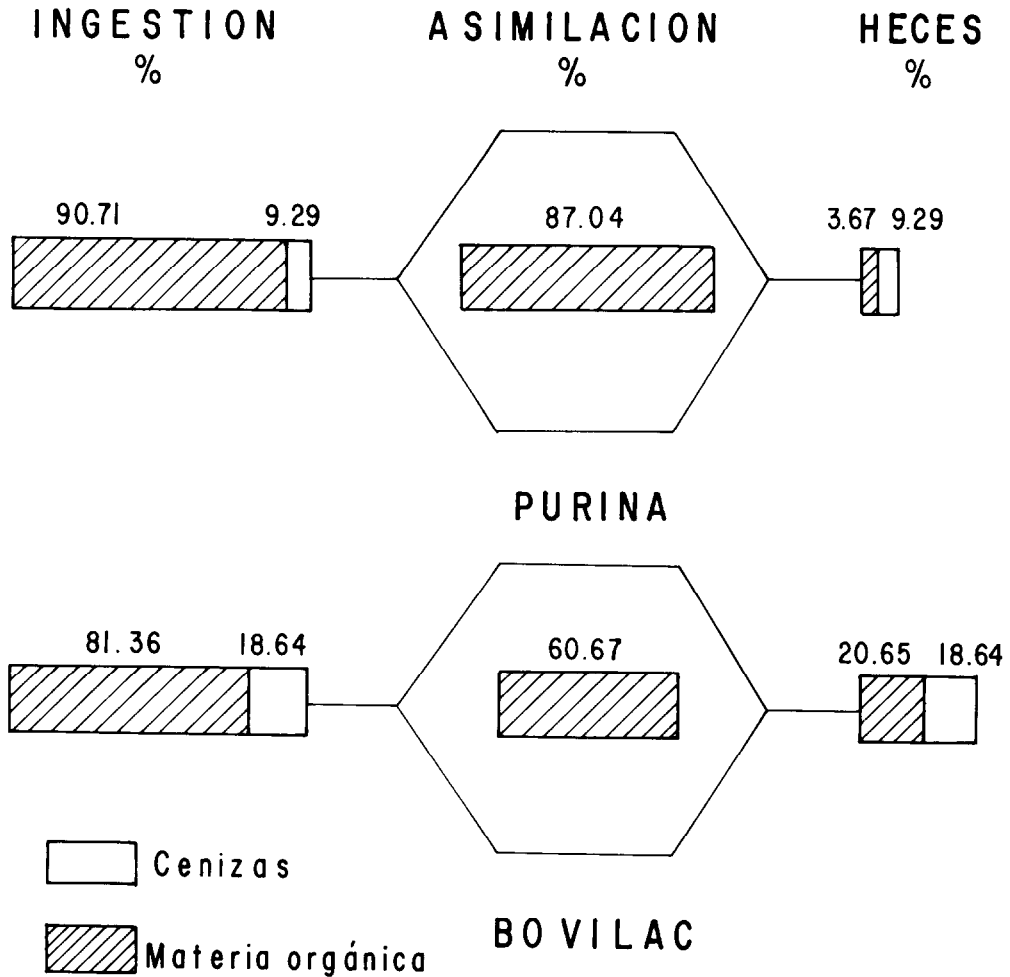 INGESTION ASIMILACION HECES
% % %
90.71 9.29 87.04 3.67 9.29
PURINA
81.36 18.64 60.67 20.65 18.64
Cenizas
Materia orgánica
BOVILAC